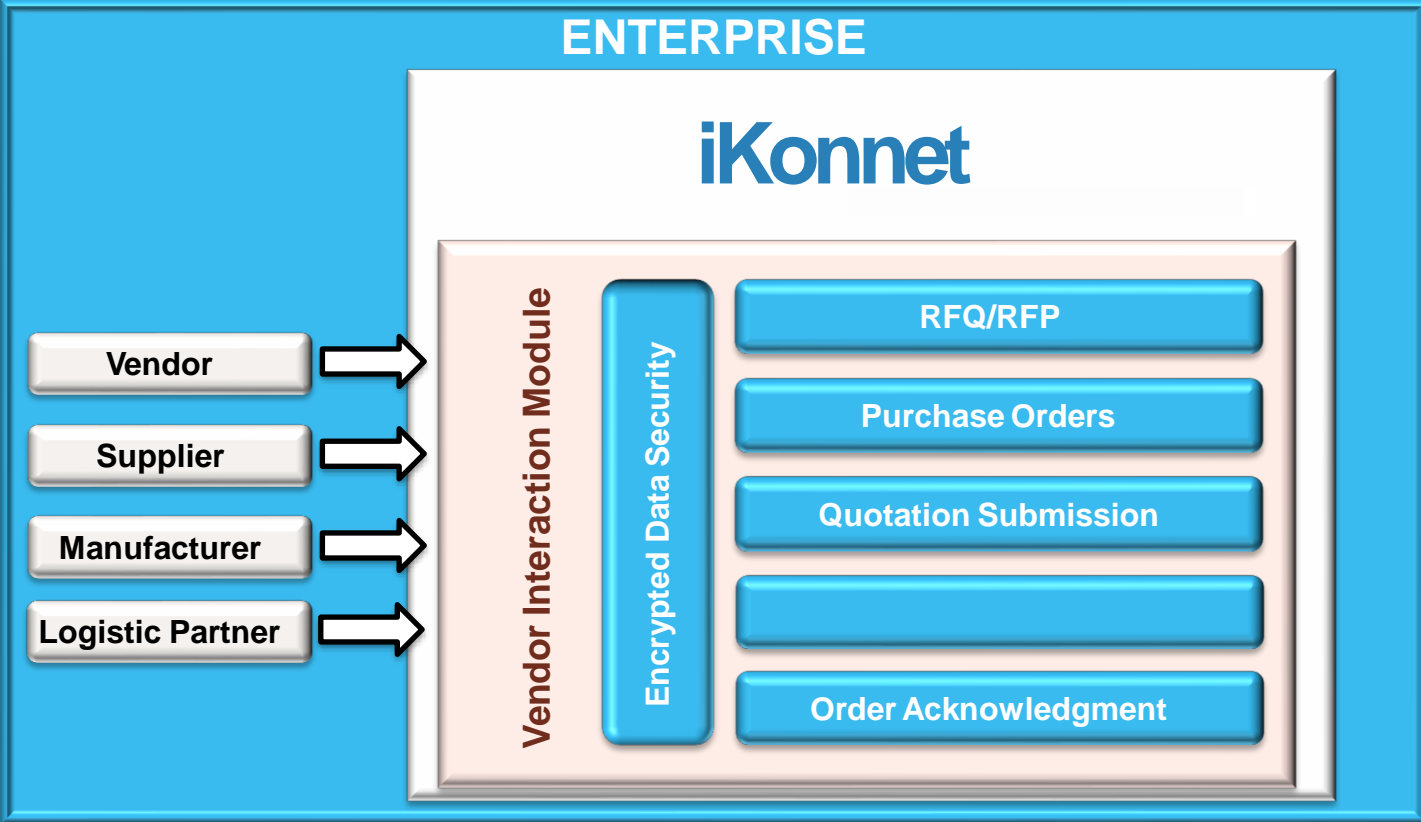 ENTERPRISE
iKonnet
Vendor
Supplier
Manufacturer
Logistic Partner
Vendor Interaction Module
Encrypted Data Security
RFQ/RFP
Purchase Orders
Quotation Submission
Order Acknowledgment